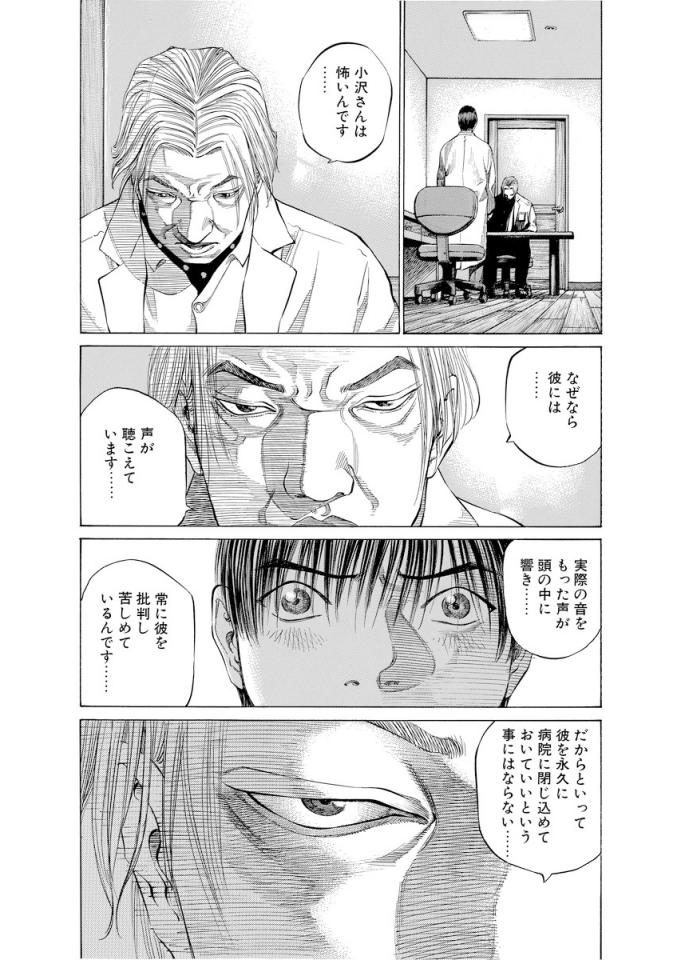 小沢さんは
怖いんです
……
なぜなら
彼には
……
声が
聴こえて
います……
実際の音を
もった声が
頭の中に
響き……
常に彼を
批判し
苦しめて
いるんです……
だからといって
彼を永久に
病院に閉じ込めて
おいていいという
事にはならない……